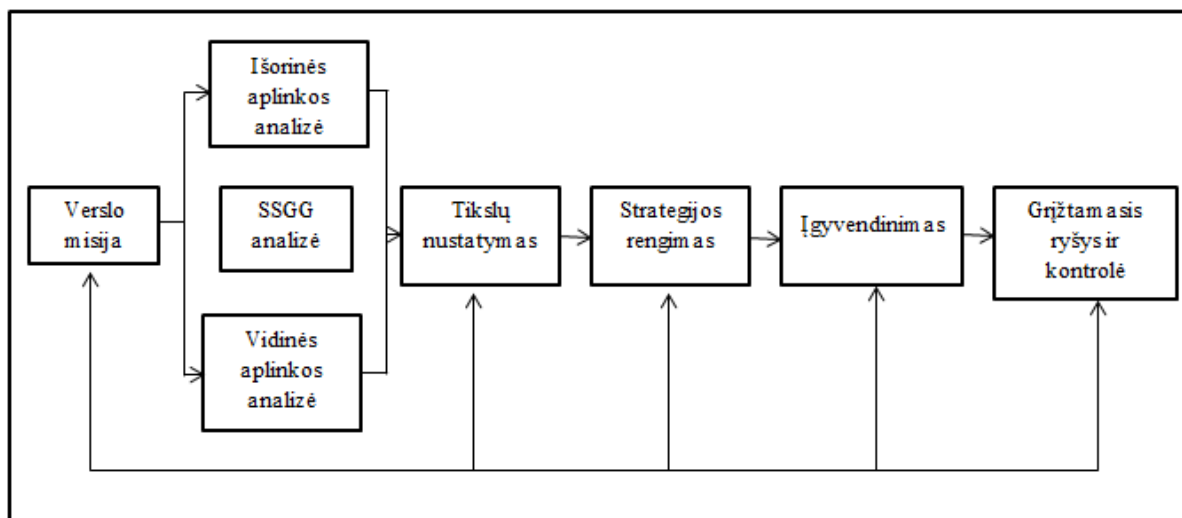 Verslo
misija
Išorinės
aplinkos
analizė
SSGG
analizė
Vidinės
aplinkos
analizė
Tikslų
nustatymas
Strategijos
rengimas
Įgyvendinimas
Grįžtamasis
ryšys ir
kontrolė